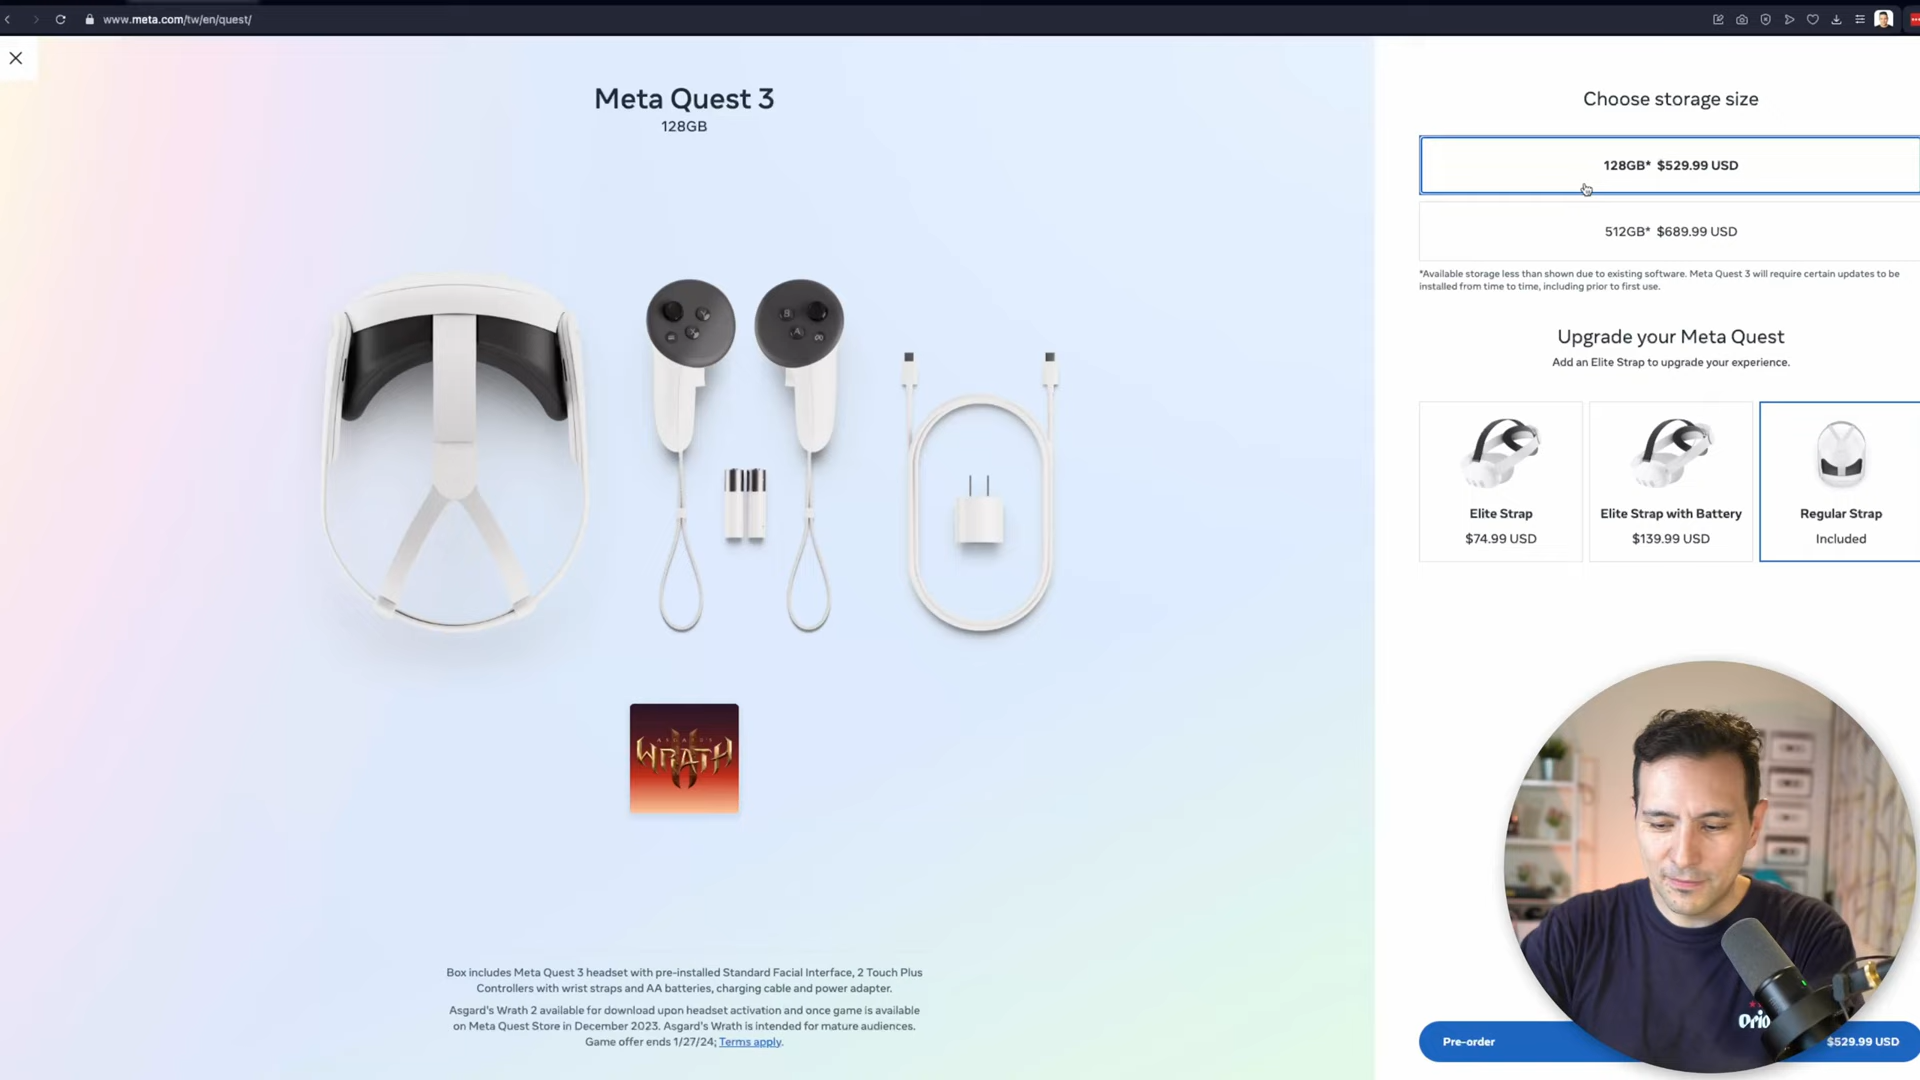 www.meta.com/tw/en/quest/
Meta Quest 3
128GB
Choose storage size
128GB* $529.99 USD
512GB* $689.99 USD
*Available storage less than shown due to existing software. Meta Quest 3 will require certain updates to be
installed from time to time, including prior to first use.
Upgrade your Meta Quest
Add an Elite Strap to upgrade your experience.
Elite Strap
$74.99 USD
Elite Strap with Battery
$139.99 USD
Regular Strap
Included
Y
X
B
A
ASGARD'S
WRATH
Box includes Meta Quest 3 headset with pre-installed Standard Facial Interface, 2 Touch Plus
Controllers with wrist straps and AA batteries, charging cable and power adapter.
Asgard's Wrath 2 available for download upon headset activation and once game is available
on Meta Quest Store in December 2023. Asgard's Wrath is intended for mature audiences.
Game offer ends 1/27/24; Terms apply.
Orio
Pre-order
$529.99 USD